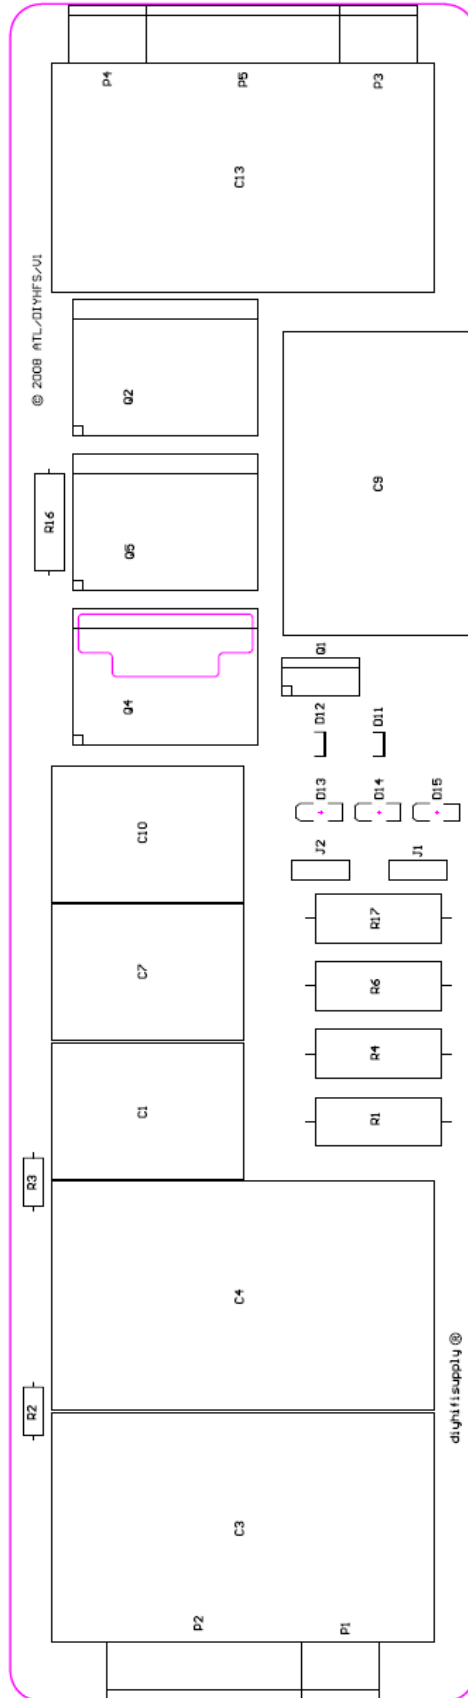 P4
P5
P3
C13
© 2008 ATL/DIYHFS/V1
Q2
C9
R16
Q5
Q1
Q4
D12
D11
D13
D14
D15
C10
J2
J1
R17
C7
R6
R4
C1
R1
R3
C4
diyhifisupply ®
R2
C3
P2
P1